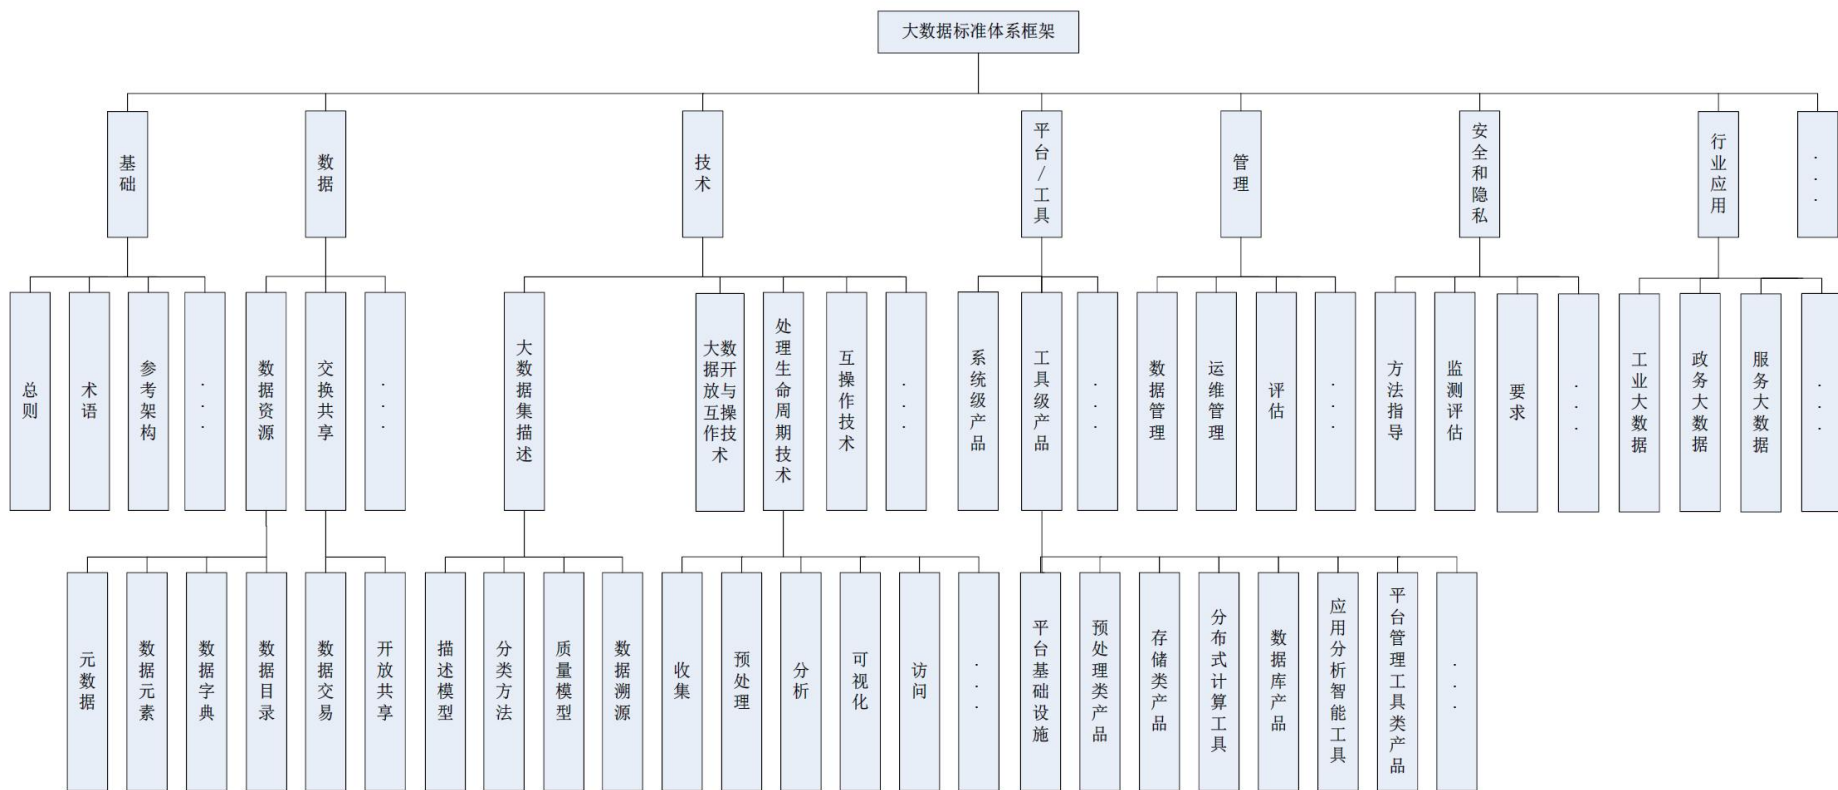 大数据标准体系框架
基础
数据
技术
平台/工具
管理
安全和隐私
行业应用
...
总则
术语
参考架构
...
数据资源
交换共享
...
大数据集描述
大数据开放与互操作技术
处理生命周期技术
互操作技术
...
系统级产品
工具级产品
...
数据管理
运维管理
评估
...
方法指导
监测评估
要求
...
工业大数据
政务大数据
服务大数据
...
元数据
数据元素
数据字典
数据目录
数据交易
开放共享
描述模型
分类方法
质量模型
数据溯源
收集
预处理
分析
可视化
访问
...
平台基础设施
预处理类产品
存储类产品
分布式计算工具
数据库产品
应用分析智能工具
平台管理工具类产品
...